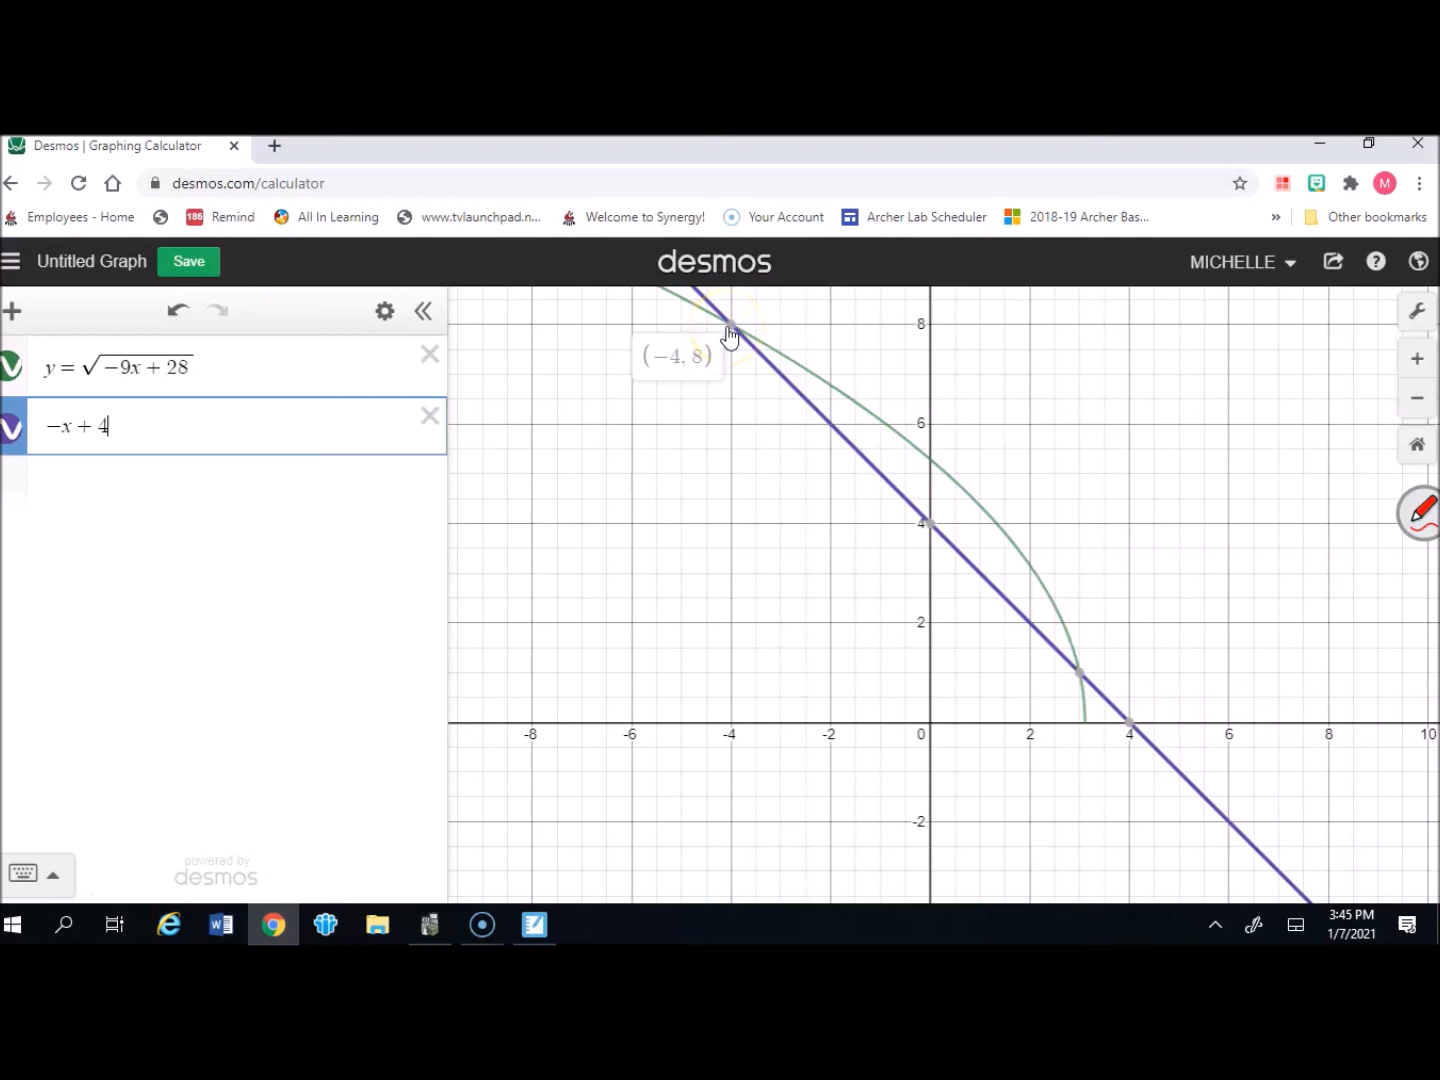 Desmos | Graphing Calculator
desmos.com/calculator
M
Employees - Home
186 Remind
All In Learning
www.tvlaunchpad.n...
Welcome to Synergy!
Your Account
Archer Lab Scheduler
2018-19 Archer Bas...
»
Other bookmarks
Untitled Graph
Save
desmos
MICHELLE
y = √−9x + 28
−x + 4
(−4, 8)
8
6
4
2
-8 -6 -4 -2 0 2 4 6 8 10
-2
powered by
desmos
3:45 PM
1/7/2021